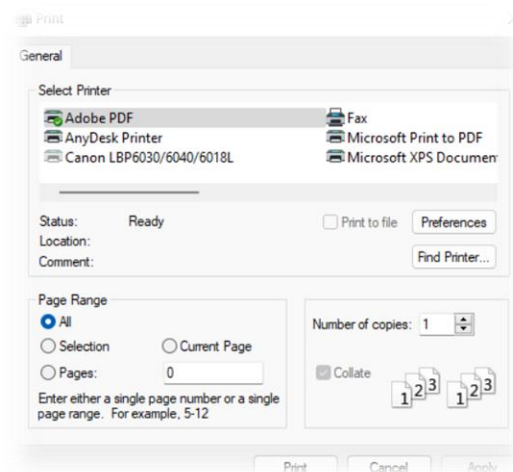 Print
General
Select Printer
Adobe PDF
AnyDesk Printer
Canon LBP6030/6040/6018L
Fax
Microsoft Print to PDF
Microsoft XPS Documen
Status: Ready
Print to file
Preferences
Location:
Comment:
Find Printer...
Page Range
All
Selection
Current Page
Pages: 0
Enter either a single page number or a single
page range. For example, 5-12
Number of copies: 1
Collate
1 2 3 1 2 3
Print Cancel Apply